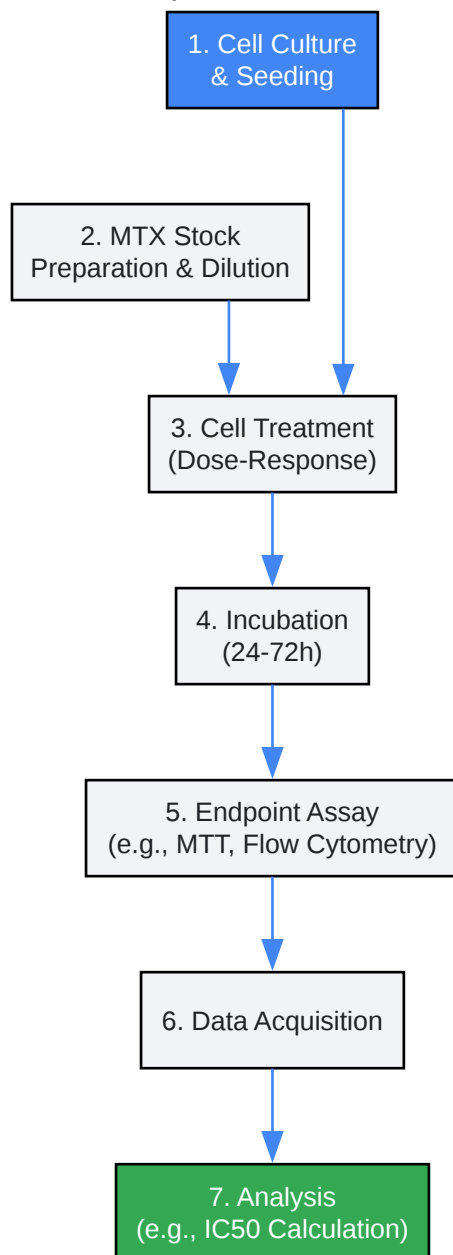 1. Cell Culture
& Seeding
2. MTX Stock
Preparation & Dilution
3. Cell Treatment
(Dose-Response)
4. Incubation
(24-72h)
5. Endpoint Assay
(e.g., MTT, Flow Cytometry)
6. Data Acquisition
7. Analysis
(e.g., IC50 Calculation)